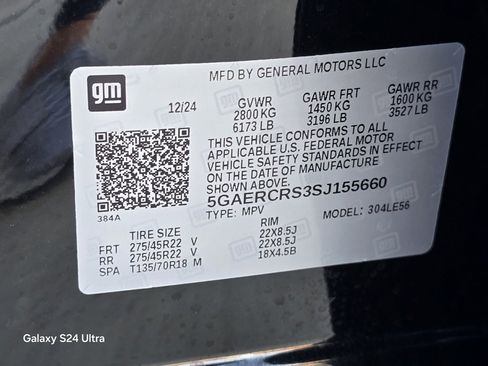 MFD BY GENERAL MOTORS LLC
gm
12/24 GVWR GAWR FRT GAWR RR
2800 KG 1450 KG 1600 KG
6173 LB 3196 LB 3527 LB
THIS VEHICLE CONFORMS TO ALL
APPLICABLE U.S. FEDERAL MOTOR
VEHICLE SAFETY STANDARDS IN EFFECT
ON THE DATE OF MANUFACTURE
SHOWN ABOVE.
5GAERCRS3SJ155660
384A
TYPE: MPV MODEL: 304LE56
TIRE SIZE RIM
FRT 275/45R22 V 22X8.5J
RR 275/45R22 V 22X8.5J
SPA T135/70R18 M 18X4.5B
Galaxy S24 Ultra